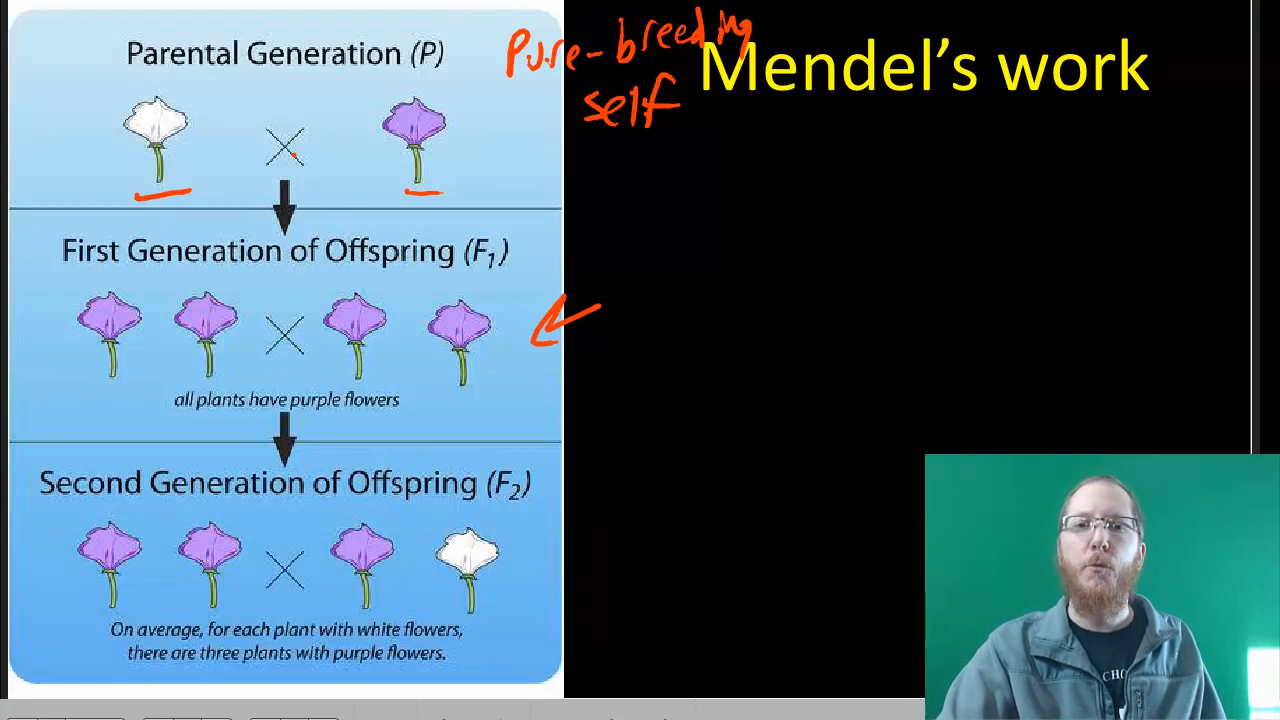 Parental Generation (P)
Pure-breeding
self
Mendel's work
First Generation of Offspring (F1)
all plants have purple flowers
Second Generation of Offspring (F2)
On average, for each plant with white flowers,
there are three plants with purple flowers.
CHO